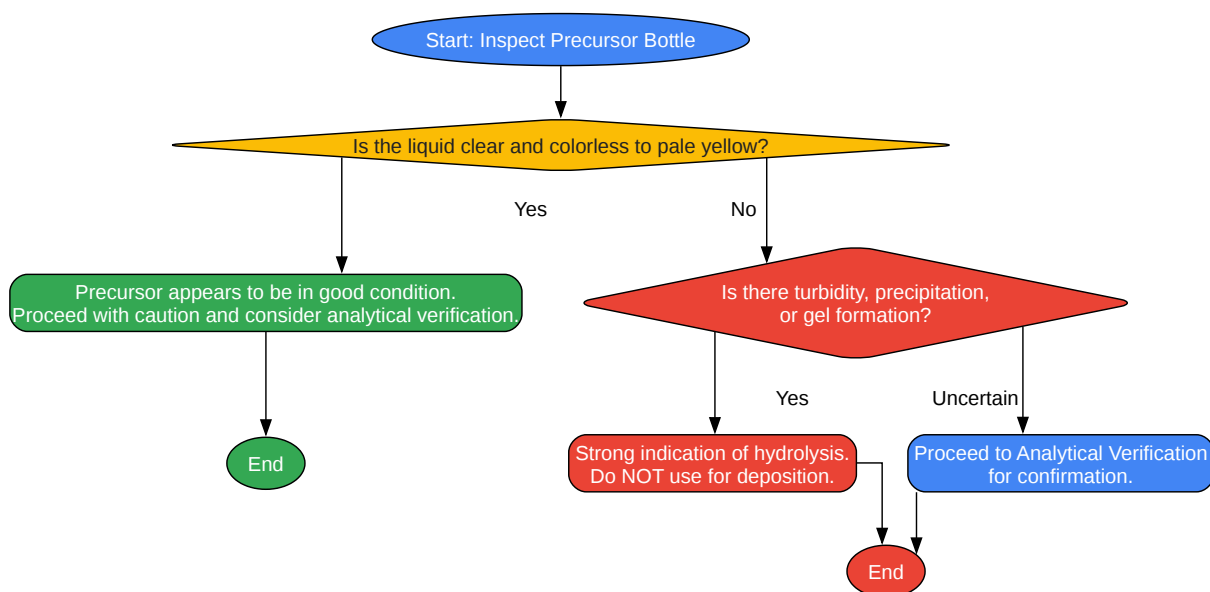 Start: Inspect Precursor Bottle
Is the liquid clear and colorless to pale yellow?
Yes
No
Precursor appears to be in good condition.
Proceed with caution and consider analytical verification.
Is there turbidity, precipitation,
or gel formation?
Yes
Uncertain
End
Strong indication of hydrolysis.
Do NOT use for deposition.
Proceed to Analytical Verification
for confirmation.
End